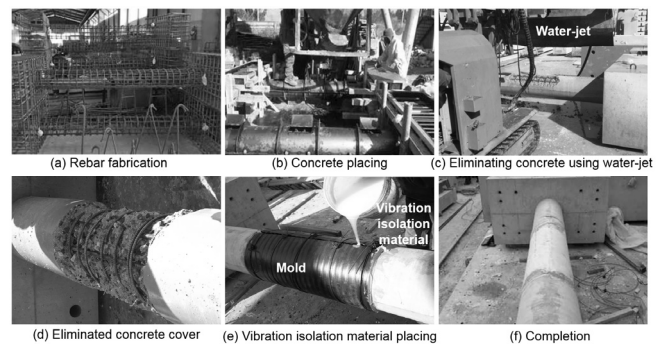 Water-jet
(a) Rebar fabrication
(b) Concrete placing
(c) Eliminating concrete using water-jet
Vibration
isolation
material
Mold
(d) Eliminated concrete cover
(e) Vibration isolation material placing
(f) Completion